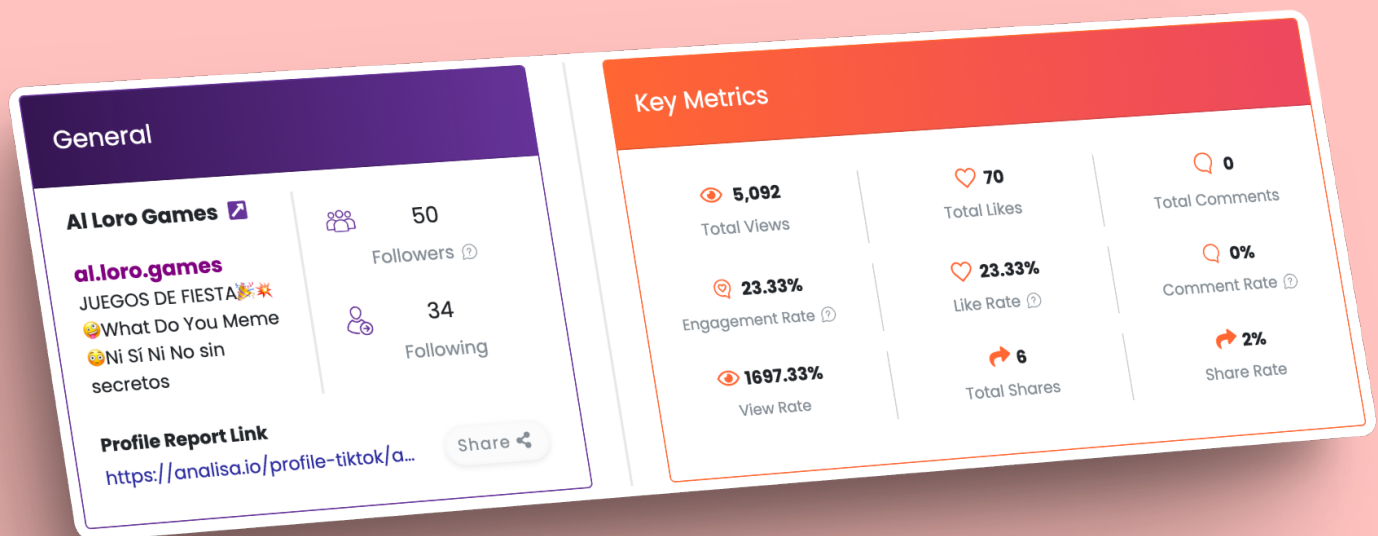 General
Al Loro Games
al.loro.games
JUEGOS DE FIESTA🎉💥
🤪What Do You Meme
😳Ni Sí Ni No sin
secretos
50
Followers
34
Following
Profile Report Link
https://analisa.io/profile-tiktok/a...
Share
Key Metrics
5,092
Total Views
70
Total Likes
0
Total Comments
23.33%
Engagement Rate
23.33%
Like Rate
0%
Comment Rate
1697.33%
View Rate
6
Total Shares
2%
Share Rate